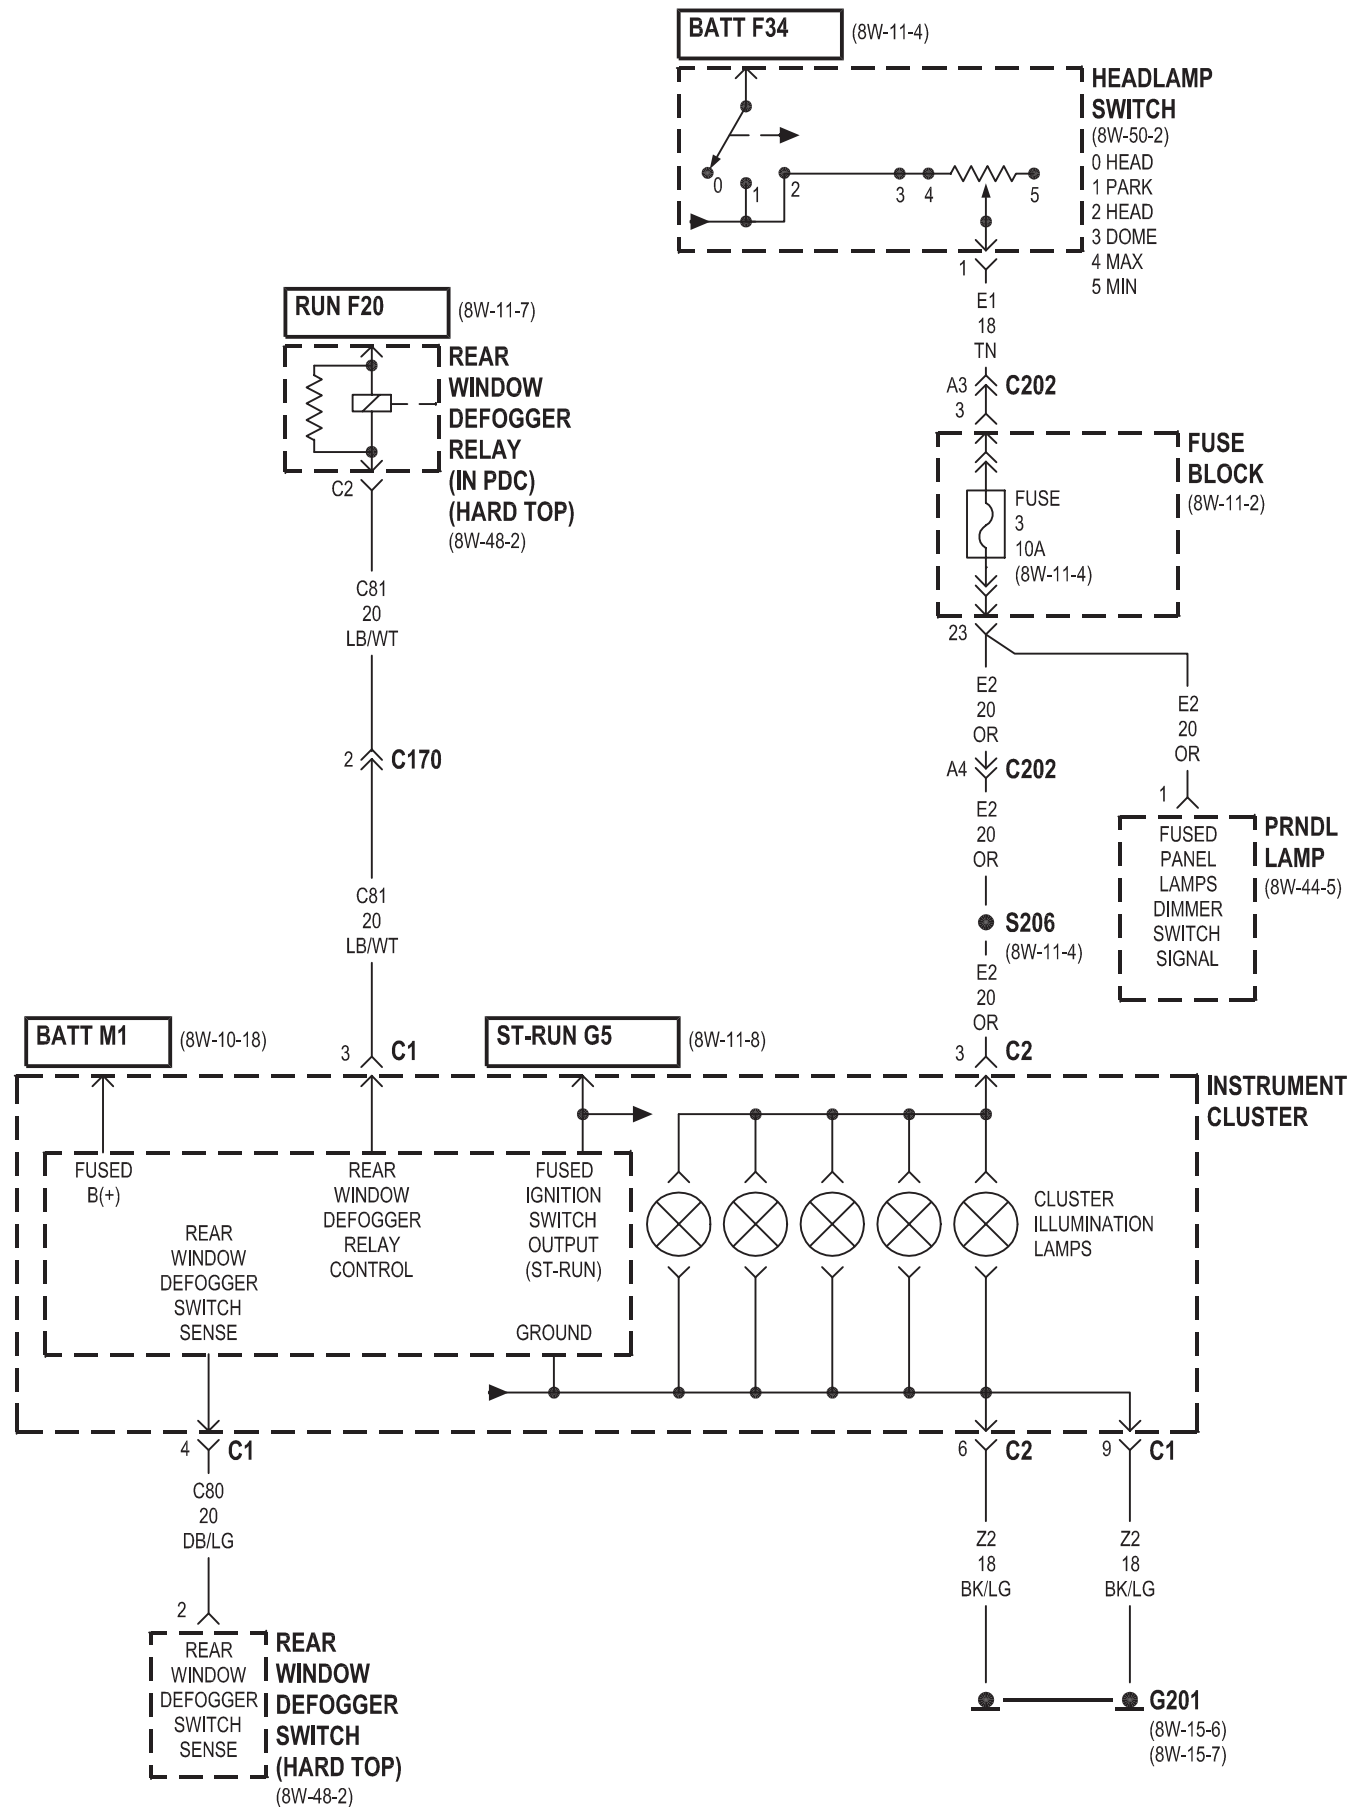 BATT F34
(8W-11-4)
HEADLAMP
SWITCH
(8W-50-2)
0 HEAD
1 PARK
2 HEAD
3 DOME
4 MAX
5 MIN
0
1
2
3
4
5
1
E1
18
TN
A3
C202
3
FUSE
BLOCK
(8W-11-2)
FUSE
3
10A
(8W-11-4)
23
E2
20
OR
A4
C202
E2
20
OR
S206
(8W-11-4)
E2
20
OR
3
C2
E2
20
OR
1
FUSED
PANEL
LAMPS
DIMMER
SWITCH
SIGNAL
PRNDL
LAMP
(8W-44-5)
RUN F20
(8W-11-7)
REAR
WINDOW
DEFOGGER
RELAY
(IN PDC)
(HARD TOP)
(8W-48-2)
C2
C81
20
LB/WT
2
C170
C81
20
LB/WT
3
C1
BATT M1
(8W-10-18)
ST-RUN G5
(8W-11-8)
INSTRUMENT
CLUSTER
FUSED
B(+)
REAR
WINDOW
DEFOGGER
SWITCH
SENSE
REAR
WINDOW
DEFOGGER
RELAY
CONTROL
FUSED
IGNITION
SWITCH
OUTPUT
(ST-RUN)
GROUND
CLUSTER
ILLUMINATION
LAMPS
4
C1
C80
20
DB/LG
2
REAR
WINDOW
DEFOGGER
SWITCH
SENSE
REAR
WINDOW
DEFOGGER
SWITCH
(HARD TOP)
(8W-48-2)
6
C2
9
C1
Z2
18
BK/LG
Z2
18
BK/LG
G201
(8W-15-6)
(8W-15-7)